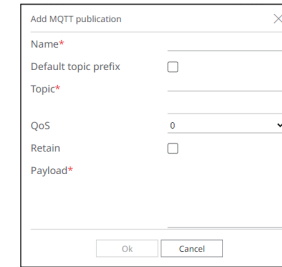 Add MQTT publication
Name*
Default topic prefix
Topic*
QoS 0
Retain
Payload*
Ok Cancel